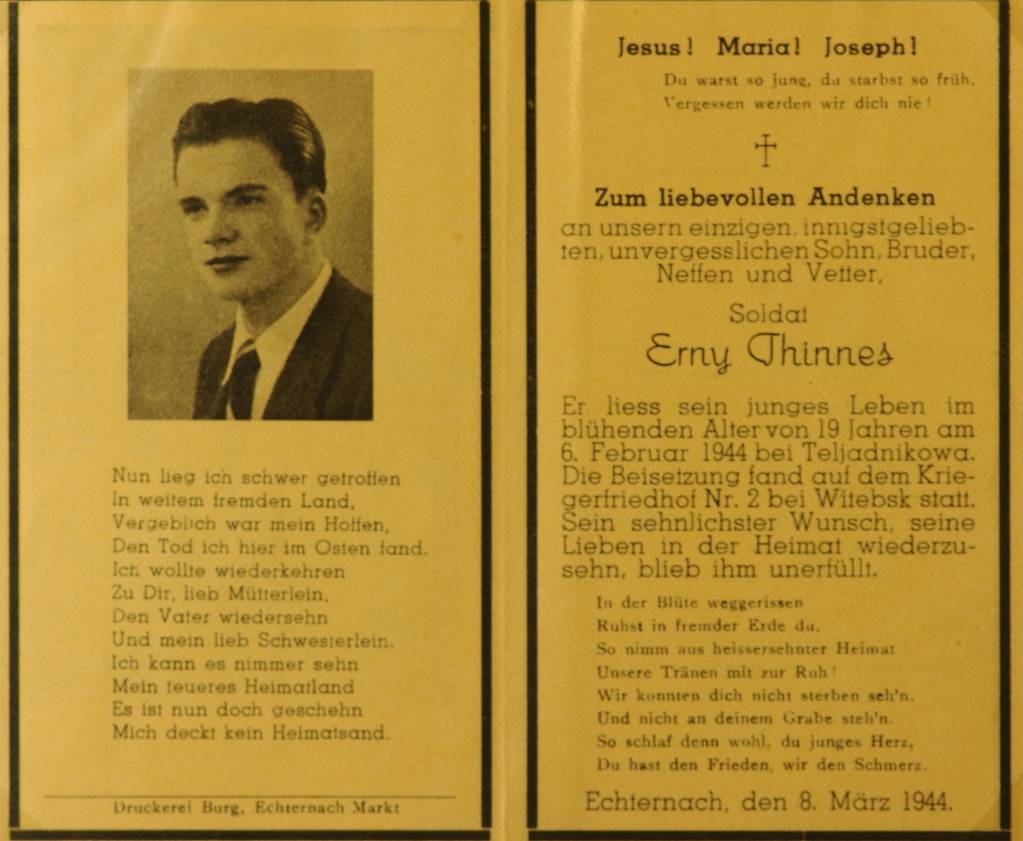 Nun lieg ich schwer getroffen
In weitem fremden Land,
Vergeblich war mein Hoffen,
Den Tod ich hier im Osten fand.
Ich wollte wiederkehren
Zu Dir, lieb Mütterlein,
Den Vater wiedersehn
Und mein lieb Schwesterlein.
Ich kann es nimmer sehn
Mein teueres Heimatland
Es ist nun doch geschehn
Mich deckt kein Heimatsand.
Druckerei Burg, Echternach Markt
Jesus! Maria! Joseph!
Du warst so jung, du starbst so früh,
Vergessen werden wir dich nie!
Zum liebevollen Andenken
an unsern einzigen, innigstgelieb-
ten, unvergesslichen Sohn, Bruder,
Neffen und Vetter,
Soldat
Erny Thinnes
Er liess sein junges Leben im
blühenden Alter von 19 Jahren am
6. Februar 1944 bei Teljadnikowa.
Die Beisetzung fand auf dem Krie-
gerfriedhof Nr. 2 bei Witebsk statt.
Sein sehnlichster Wunsch, seine
Lieben in der Heimat wiederzu-
sehn, blieb ihm unerfüllt.
In der Blüte weggerissen
Ruhst in fremder Erde du,
So nimm aus heissersehnter Heimat
Unsere Tränen mit zur Ruh!
Wir konnten dich nicht sterben seh'n.
Und nicht an deinem Grabe steh'n.
So schlaf denn wohl, du junges Herz,
Du hast den Frieden, wir den Schmerz.
Echternach, den 8. März 1944.